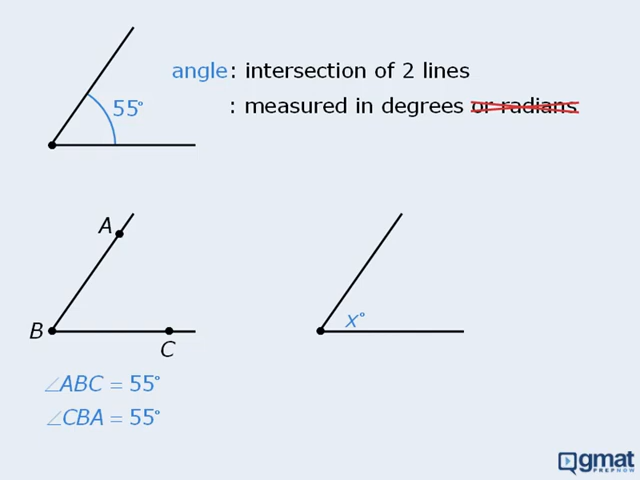 angle: intersection of 2 lines
: measured in degrees or radians
55°
A
B
C
x°
∠ABC = 55°
∠CBA = 55°
gmat
PREPNOW